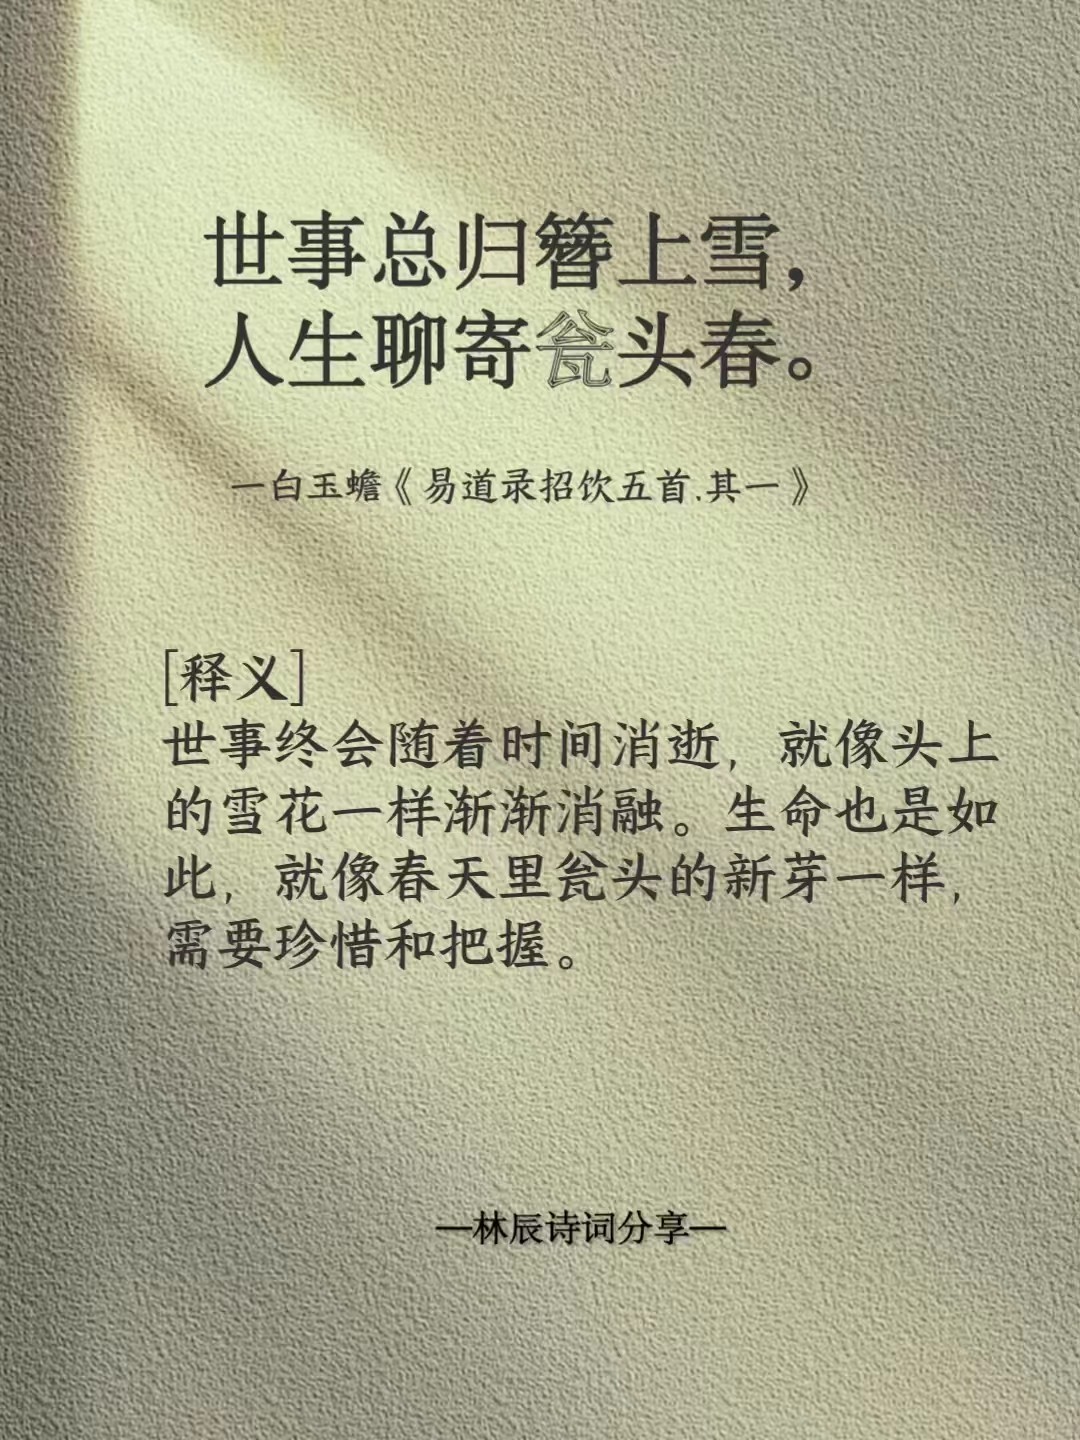 世事总归簪上雪，
人生聊寄瓮头春。
一白玉蟾《易道录招饮五首.其一》
[释义]
世事终会随着时间消逝，就像头上
的雪花一样渐渐消融。生命也是如
此，就像春天里瓮头的新芽一样，
需要珍惜和把握。
—林辰诗词分享—